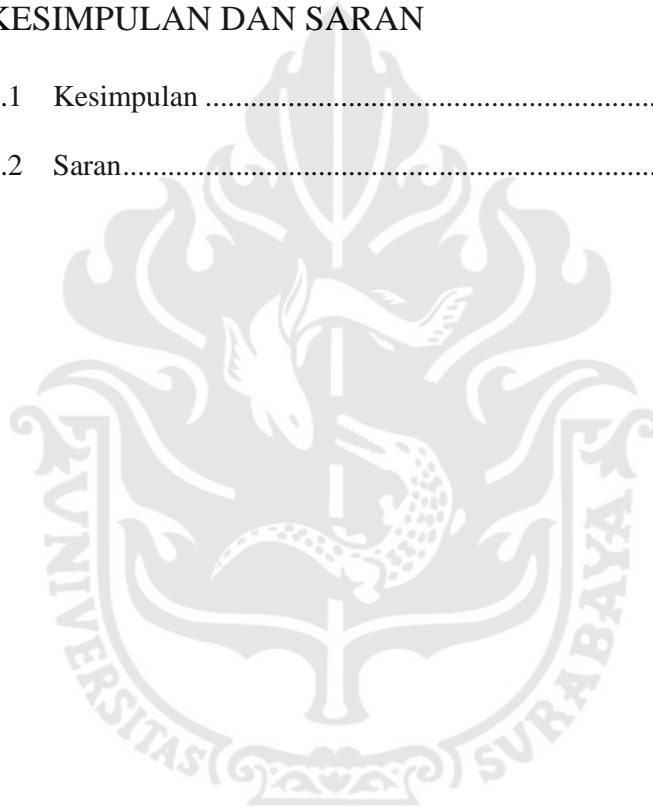 KESIMPULAN DAN SARAN
.1 Kesimpulan ................................................................
.2 Saran.........................................................................
UNIVERSITAS SURABAYA